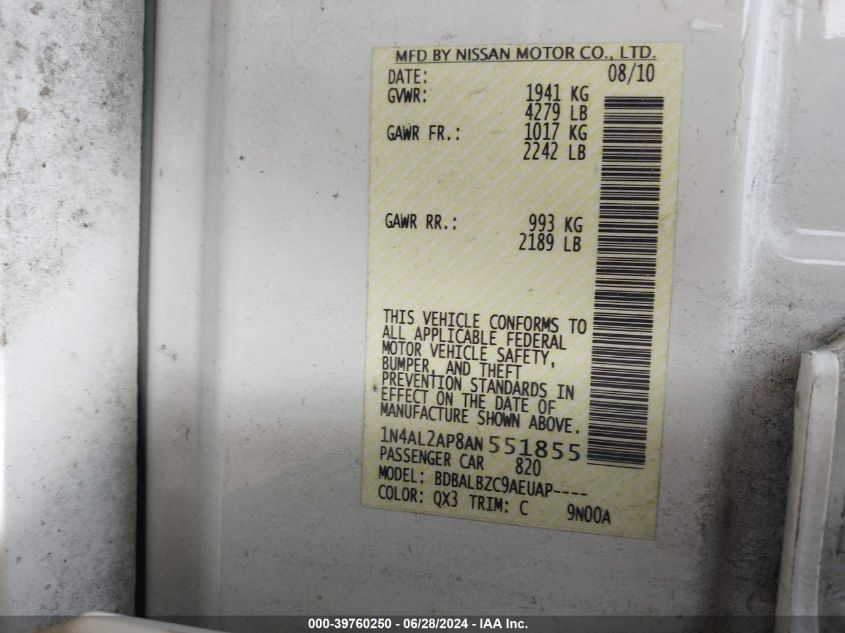 MFD BY NISSAN MOTOR CO., LTD.
DATE: 08/10
GVWR: 1941 KG
4279 LB
GAWR FR.: 1017 KG
2242 LB
GAWR RR.: 993 KG
2189 LB
THIS VEHICLE CONFORMS TO
ALL APPLICABLE FEDERAL
MOTOR VEHICLE SAFETY,
BUMPER, AND THEFT
PREVENTION STANDARDS IN
EFFECT ON THE DATE OF
MANUFACTURE SHOWN ABOVE.
1N4AL2AP8AN551855
PASSENGER CAR 820
MODEL: BDBALBZC9AEUAP----
COLOR: QX3 TRIM: C 9N00A
000-39760250 - 06/28/2024 - IAA Inc.